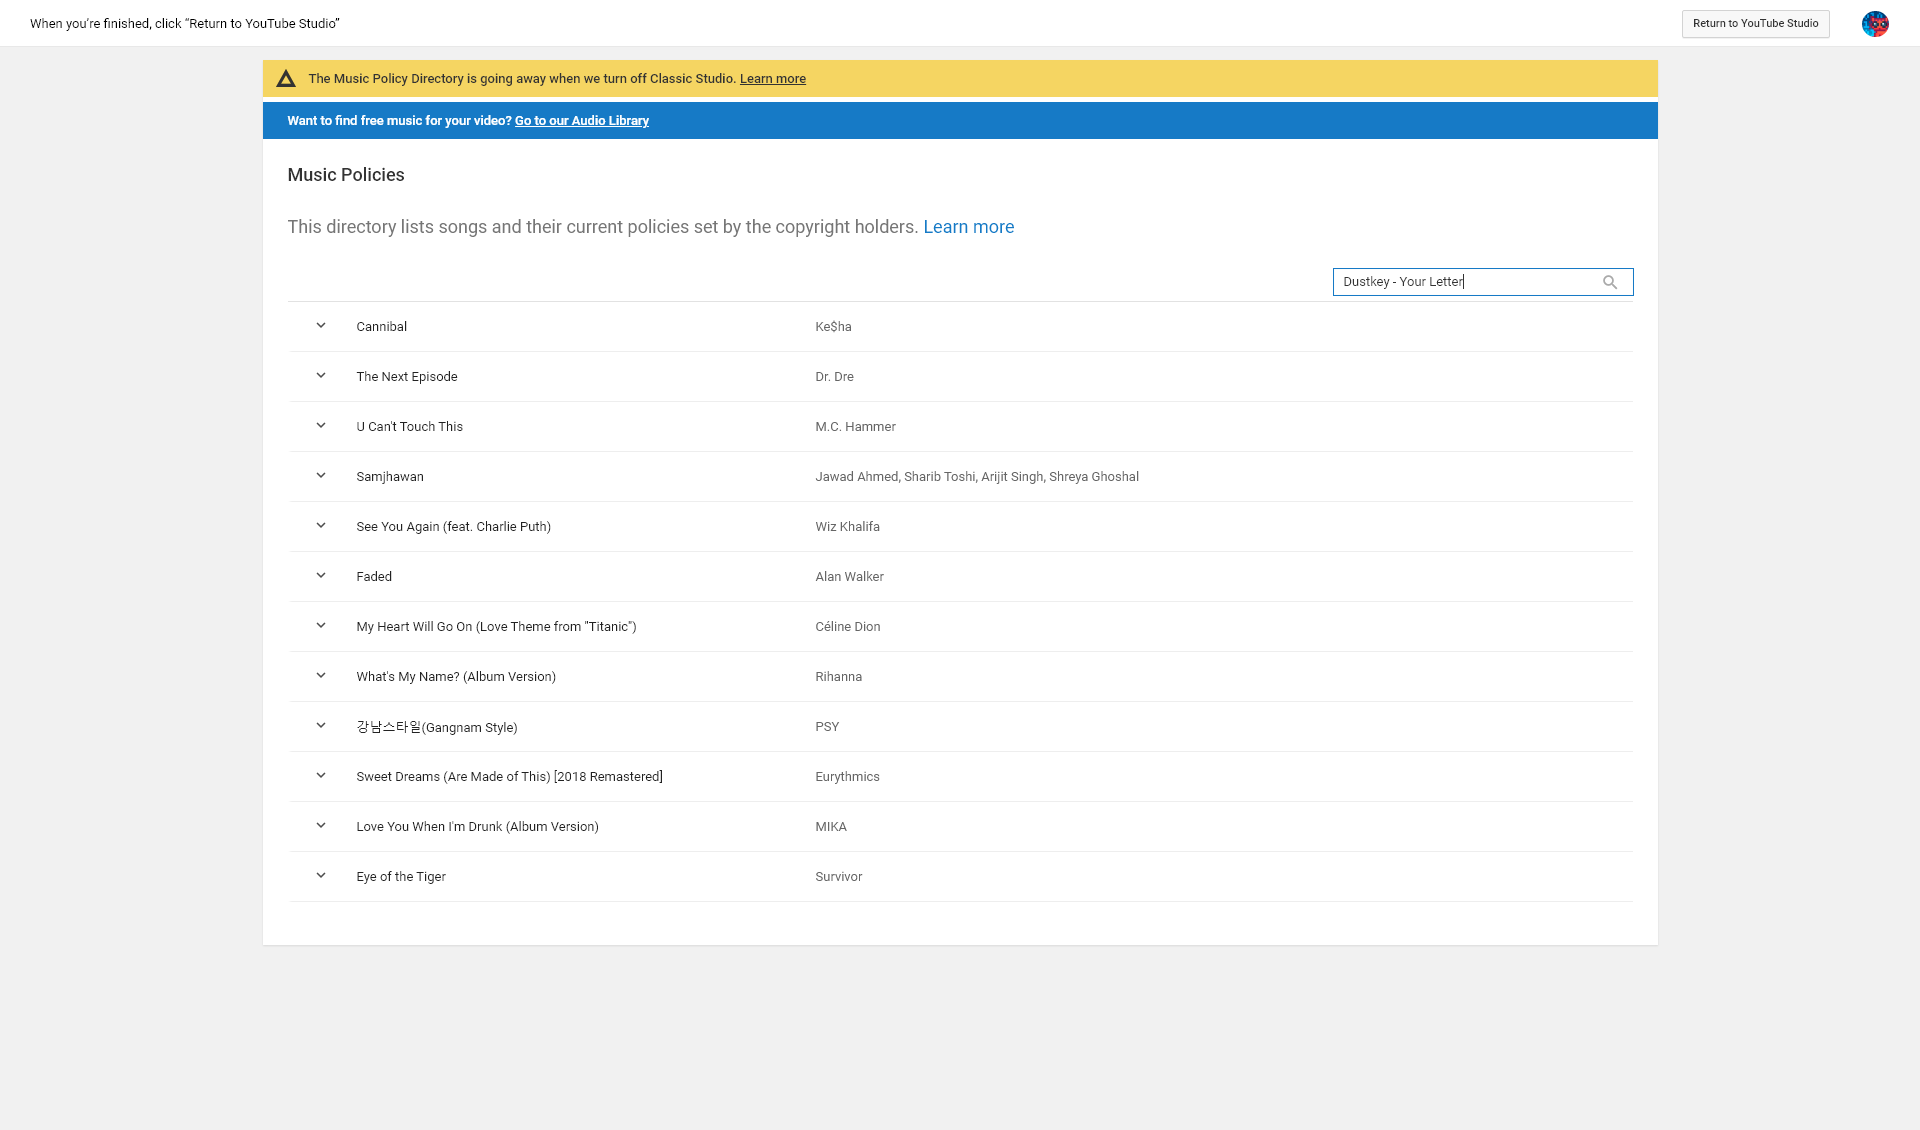 When you’re finished, click “Return to YouTube Studio”
Return to YouTube Studio
The Music Policy Directory is going away when we turn off Classic Studio. Learn more
Want to find free music for your video? Go to our Audio Library
Music Policies
This directory lists songs and their current policies set by the copyright holders. Learn more
Dustkey - Your Letter
Cannibal Ke$ha
The Next Episode Dr. Dre
U Can't Touch This M.C. Hammer
Samjhawan Jawad Ahmed, Sharib Toshi, Arijit Singh, Shreya Ghoshal
See You Again (feat. Charlie Puth) Wiz Khalifa
Faded Alan Walker
My Heart Will Go On (Love Theme from "Titanic") Céline Dion
What's My Name? (Album Version) Rihanna
강남스타일(Gangnam Style) PSY
Sweet Dreams (Are Made of This) [2018 Remastered] Eurythmics
Love You When I'm Drunk (Album Version) MIKA
Eye of the Tiger Survivor